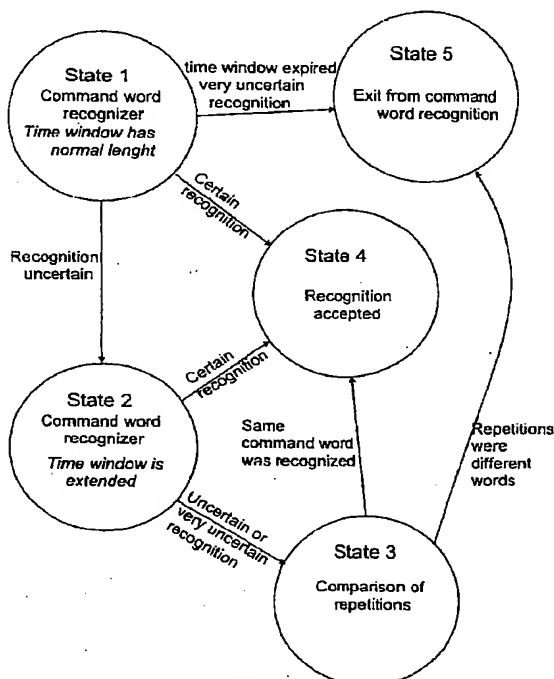 State 1
Command word
recognizer
Time window has
normal lenght
time window expired
very uncertain
recognition
State 5
Exit from command
word recognition
Certain
recognition
Recognition
uncertain
State 4
Recognition
accepted
Certain
recognition
State 2
Command word
recognizer
Time window is
extended
Same
command word
was recognized
Repetitions
were
different
words
Uncertain or
very uncertain
recognition
State 3
Comparison of
repetitions